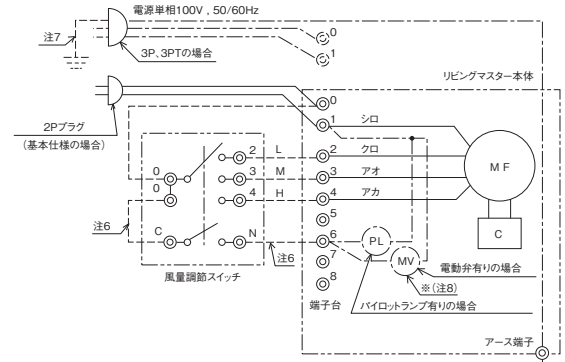 電源単相100V , 50/60Hz
注7
0
1
3P、3PTの場合
リビングマスター本体
2Pプラグ
(基本仕様の場合)
0
1
シロ
2
L
2
クロ
MF
0
3
M
3
アオ
0
4
H
4
アカ
5
C
注6
C
N
6
PL
注6
7
MV
電動弁有りの場合
風量調節スイッチ
8
※(注8)
端子台
パイロットランプ有りの場合
アース端子